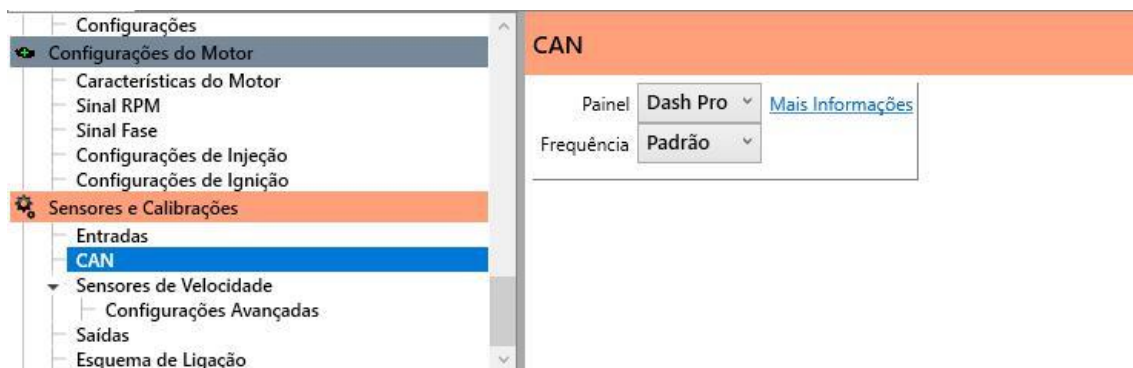 Configurações
Configurações do Motor
Características do Motor
Sinal RPM
Sinal Fase
Configurações de Injeção
Configurações de Ignição
Sensores e Calibrações
Entradas
CAN
Sensores de Velocidade
Configurações Avançadas
Saídas
Esquema de Ligação
CAN
Painel Dash Pro Mais Informações
Frequência Padrão